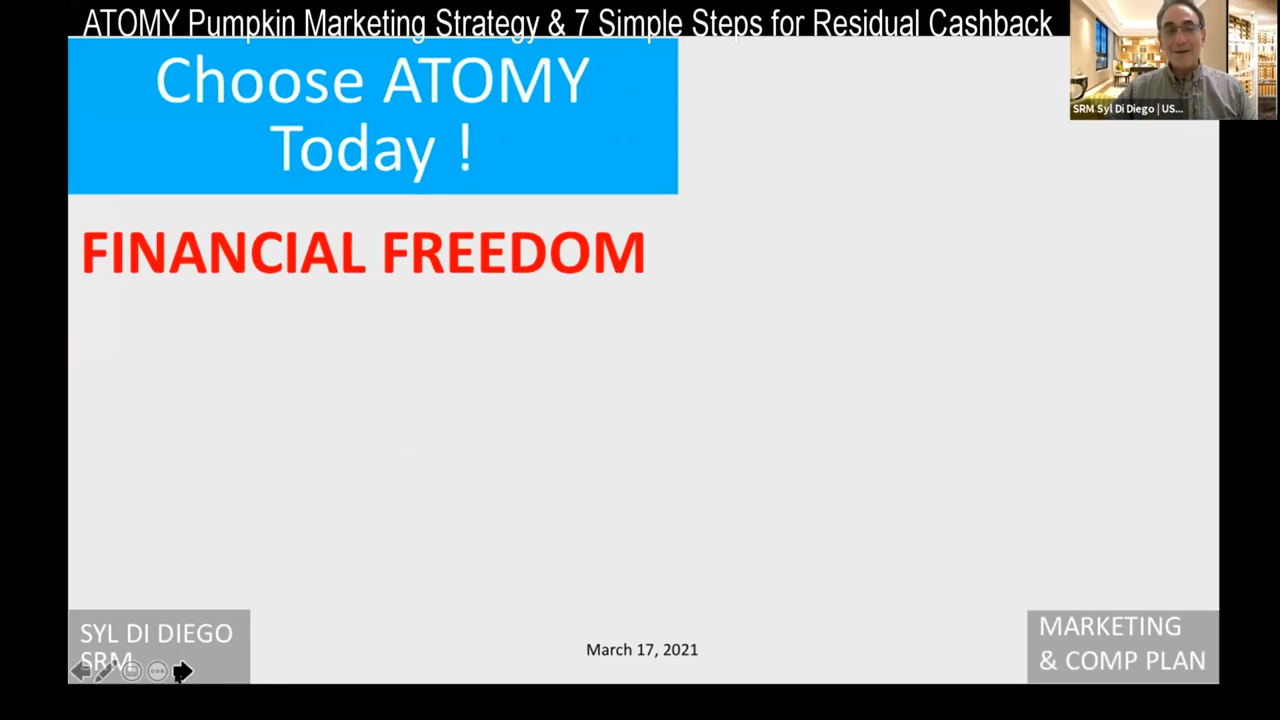 ATOMY Pumpkin Marketing Strategy & 7 Simple Steps for Residual Cashback
Choose ATOMY
Today !
SRM Syl Di Diego | US...
FINANCIAL FREEDOM
SYL DI DIEGO
SRM
March 17, 2021
MARKETING
& COMP PLAN